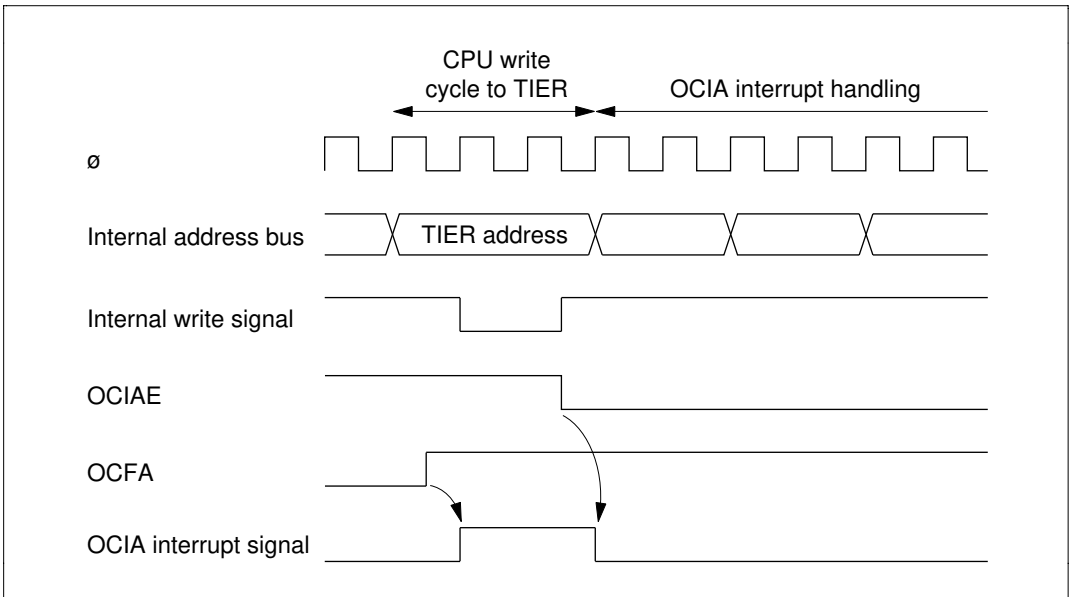 CPU write
cycle to TIER
OCIA interrupt handling
ø
Internal address bus
TIER address
Internal write signal
OCIAE
OCFA
OCIA interrupt signal